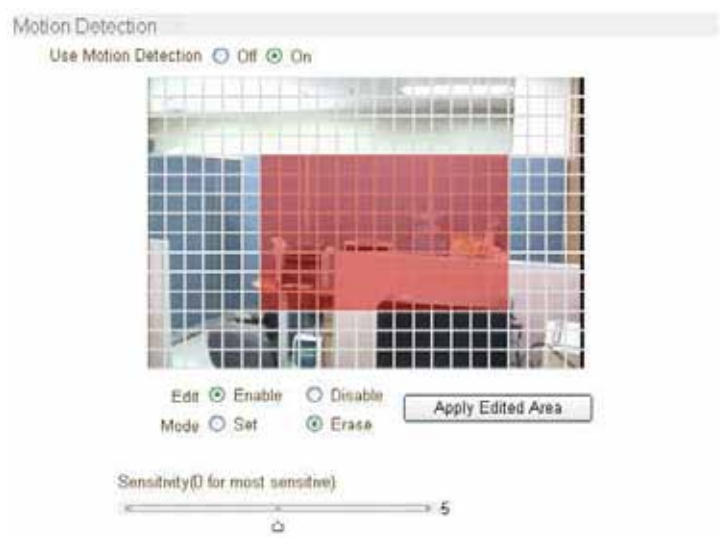 Motion Detection
Use Motion Detection Off On
Edit Enable Disable
Apply Edited Area
Mode Set Erase
Sensitivity(0 for most sensitive)
5